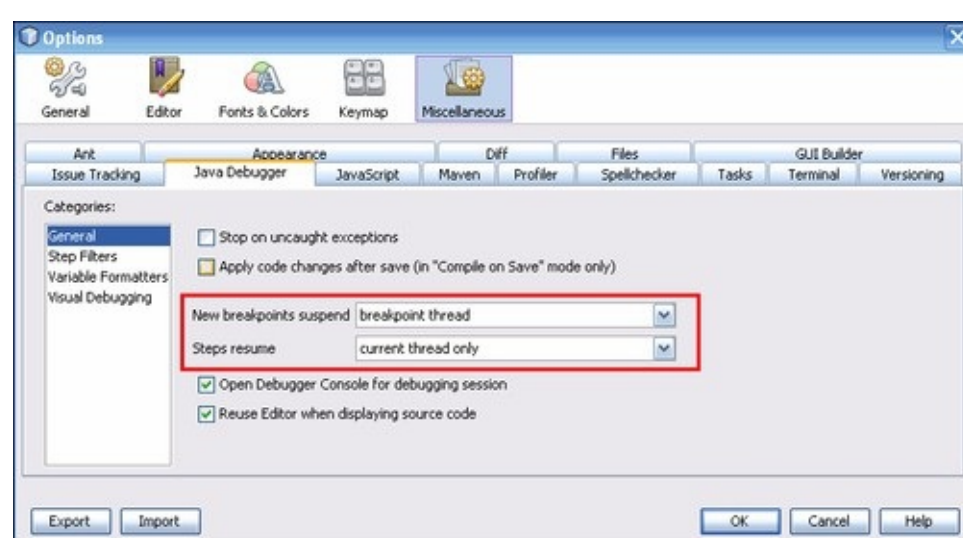 Options
General Editor Fonts & Colors Keymap Miscellaneous
Ant Appearance Diff Files GUI Builder
Issue Tracking Java Debugger JavaScript Maven Profiler Spellchecker Tasks Terminal Versioning
Categories:
General
Step Filters
Variable Formatters
Visual Debugging
Stop on uncaught exceptions
Apply code changes after save (in "Compile on Save" mode only)
New breakpoints suspend breakpoint thread
Steps resume current thread only
Open Debugger Console for debugging session
Reuse Editor when displaying source code
Export Import OK Cancel Help